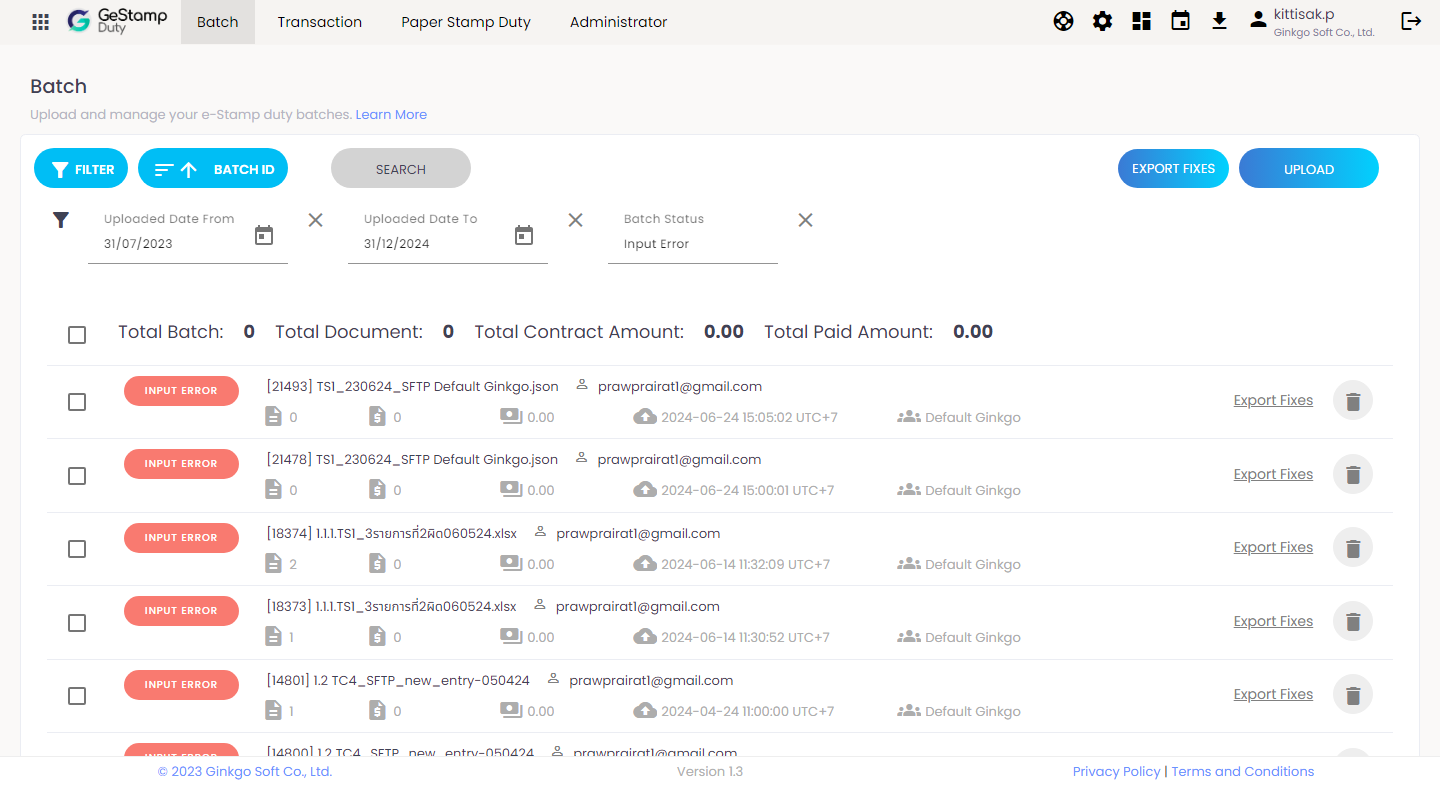 GeStamp
Duty
Batch
Transaction
Paper Stamp Duty
Administrator
kittisak.p
Ginkgo Soft Co., Ltd.
Batch
Upload and manage your e-Stamp duty batches. Learn More
FILTER
BATCH ID
SEARCH
EXPORT FIXES
UPLOAD
Uploaded Date From
31/07/2023
Uploaded Date To
31/12/2024
Batch Status
Input Error
Total Batch: 0 Total Document: 0 Total Contract Amount: 0.00 Total Paid Amount: 0.00
INPUT ERROR
[21493] TS1_230624_SFTP Default Ginkgo.json prawprairat1@gmail.com
0 0 0.00 2024-06-24 15:05:02 UTC+7 Default Ginkgo
Export Fixes
INPUT ERROR
[21478] TS1_230624_SFTP Default Ginkgo.json prawprairat1@gmail.com
0 0 0.00 2024-06-24 15:00:01 UTC+7 Default Ginkgo
Export Fixes
INPUT ERROR
[18374] 1.1.1.TS1_3รายการที่2ผิด060524.xlsx prawprairat1@gmail.com
2 0 0.00 2024-06-14 11:32:09 UTC+7 Default Ginkgo
Export Fixes
INPUT ERROR
[18373] 1.1.1.TS1_3รายการที่2ผิด060524.xlsx prawprairat1@gmail.com
1 0 0.00 2024-06-14 11:30:52 UTC+7 Default Ginkgo
Export Fixes
INPUT ERROR
[14801] 1.2 TC4_SFTP_new_entry-050424 prawprairat1@gmail.com
1 0 0.00 2024-04-24 11:00:00 UTC+7 Default Ginkgo
Export Fixes
INPUT ERROR
[14800] 1.2 TC4_SFTP_new_entry-050424 prawprairat1@gmail.com
© 2023 Ginkgo Soft Co., Ltd.
Version 1.3
Privacy Policy | Terms and Conditions